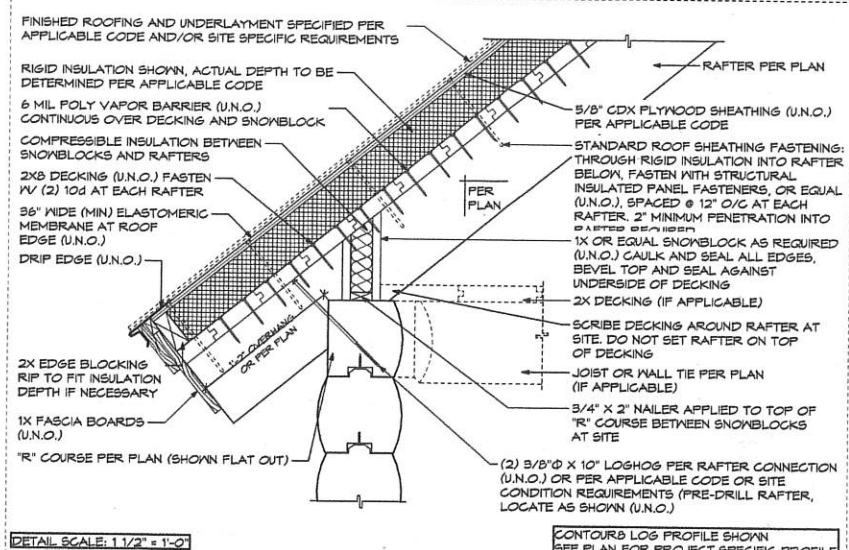 FINISHED ROOFING AND UNDERLAYMENT SPECIFIED PER
APPLICABLE CODE AND/OR SITE SPECIFIC REQUIREMENTS
RIGID INSULATION SHOWN, ACTUAL DEPTH TO BE
DETERMINED PER APPLICABLE CODE
6 MIL POLY VAPOR BARRIER (U.N.O.)
CONTINUOUS OVER DECKING AND SNOWBLOCK
COMPRESSIBLE INSULATION BETWEEN
SNOWBLOCKS AND RAFTERS
2X8 DECKING (U.N.O.) FASTEN
W/ (2) 10d AT EACH RAFTER
36" WIDE (MIN) ELASTOMERIC
MEMBRANE AT ROOF
EDGE (U.N.O.)
DRIP EDGE (U.N.O.)
2X EDGE BLOCKING
RIP TO FIT INSULATION
DEPTH IF NECESSARY
1X FASCIA BOARDS
(U.N.O.)
"R" COURSE PER PLAN (SHOWN FLAT OUT)
OVERHANG
OR PER PLAN
PER
PLAN
RAFTER PER PLAN
5/8" CDX PLYWOOD SHEATHING (U.N.O.)
PER APPLICABLE CODE
STANDARD ROOF SHEATHING FASTENING:
THROUGH RIGID INSULATION INTO RAFTER
BELOW, FASTEN WITH STRUCTURAL
INSULATED PANEL FASTENERS, OR EQUAL
(U.N.O.), SPACED @ 12" O/C AT EACH
RAFTER. 2" MINIMUM PENETRATION INTO
RAFTER REQUIRED
1X OR EQUAL SNOWBLOCK AS REQUIRED
(U.N.O.) CAULK AND SEAL ALL EDGES,
BEVEL TOP AND SEAL AGAINST
UNDERSIDE OF DECKING
2X DECKING (IF APPLICABLE)
SCRIBE DECKING AROUND RAFTER AT
SITE. DO NOT SET RAFTER ON TOP
OF DECKING
JOIST OR WALL TIE PER PLAN
(IF APPLICABLE)
3/4" X 2" NAILER APPLIED TO TOP OF
"R" COURSE BETWEEN SNOWBLOCKS
AT SITE
(2) 3/8"Φ X 10" LOGHOG PER RAFTER CONNECTION
(U.N.O.) OR PER APPLICABLE CODE OR SITE
CONDITION REQUIREMENTS (PRE-DRILL RAFTER,
LOCATE AS SHOWN (U.N.O.)
DETAIL SCALE: 1 1/2" = 1'-0"
CONTOURS LOG PROFILE SHOWN
SEE PLAN FOR PROJECT SPECIFIC PROFILE